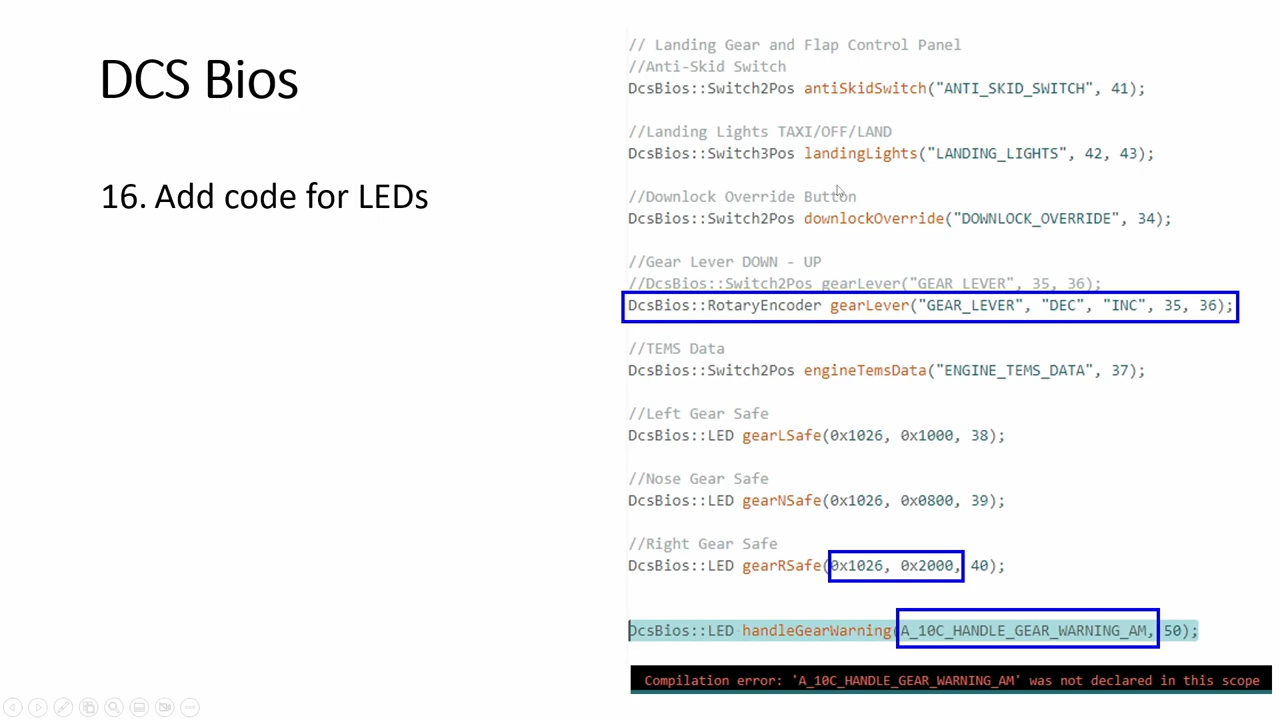 DCS Bios
16. Add code for LEDs
// Landing Gear and Flap Control Panel
//Anti-Skid Switch
DcsBios::Switch2Pos antiSkidSwitch("ANTI_SKID_SWITCH", 41);
//Landing Lights TAXI/OFF/LAND
DcsBios::Switch3Pos landingLights("LANDING_LIGHTS", 42, 43);
//Downlock Override Button
DcsBios::Switch2Pos downlockOverride("DOWNLOCK_OVERRIDE", 34);
//Gear Lever DOWN - UP
//DcsBios::Switch2Pos gearLever("GEAR_LEVER", 35, 36);
DcsBios::RotaryEncoder gearLever("GEAR_LEVER", "DEC", "INC", 35, 36);
//TEMS Data
DcsBios::Switch2Pos engineTemsData("ENGINE_TEMS_DATA", 37);
//Left Gear Safe
DcsBios::LED gearLSafe(0x1026, 0x1000, 38);
//Nose Gear Safe
DcsBios::LED gearNSafe(0x1026, 0x0800, 39);
//Right Gear Safe
DcsBios::LED gearRSafe(0x1026, 0x2000, 40);
DcsBios::LED handleGearWarning(A_10C_HANDLE_GEAR_WARNING_AM, 50);
Compilation error: 'A_10C_HANDLE_GEAR_WARNING_AM' was not declared in this scope